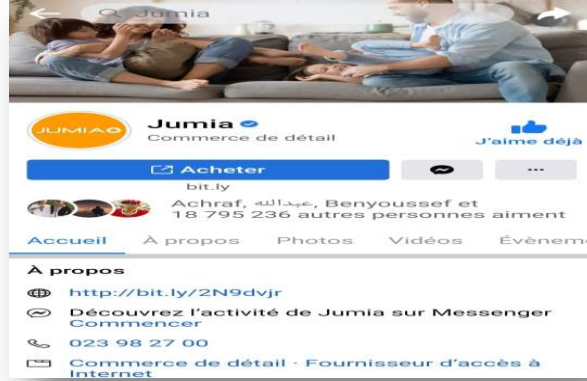 Jumia
JUMIA
Jumia
Commerce de détail
J'aime déjà
Acheter
bit.ly
Achraf, عبدالله, Benyoussef et
18 795 236 autres personnes aiment
Accueil À propos Photos Vidéos Évènem
À propos
http://bit.ly/2N9dvjr
Découvrez l'activité de Jumia sur Messenger
Commencer
023 98 27 00
Commerce de détail · Fournisseur d'accès à
Internet